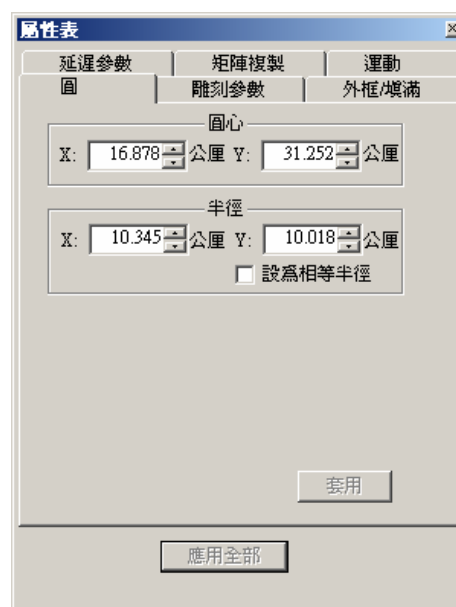 屬性表
延遲參數 矩陣複製 運動
圓 雕刻參數 外框/填滿
圓心
X: 16.878 公厘 Y: 31.252 公厘
半徑
X: 10.345 公厘 Y: 10.018 公厘
設爲相等半徑
套用
應用全部